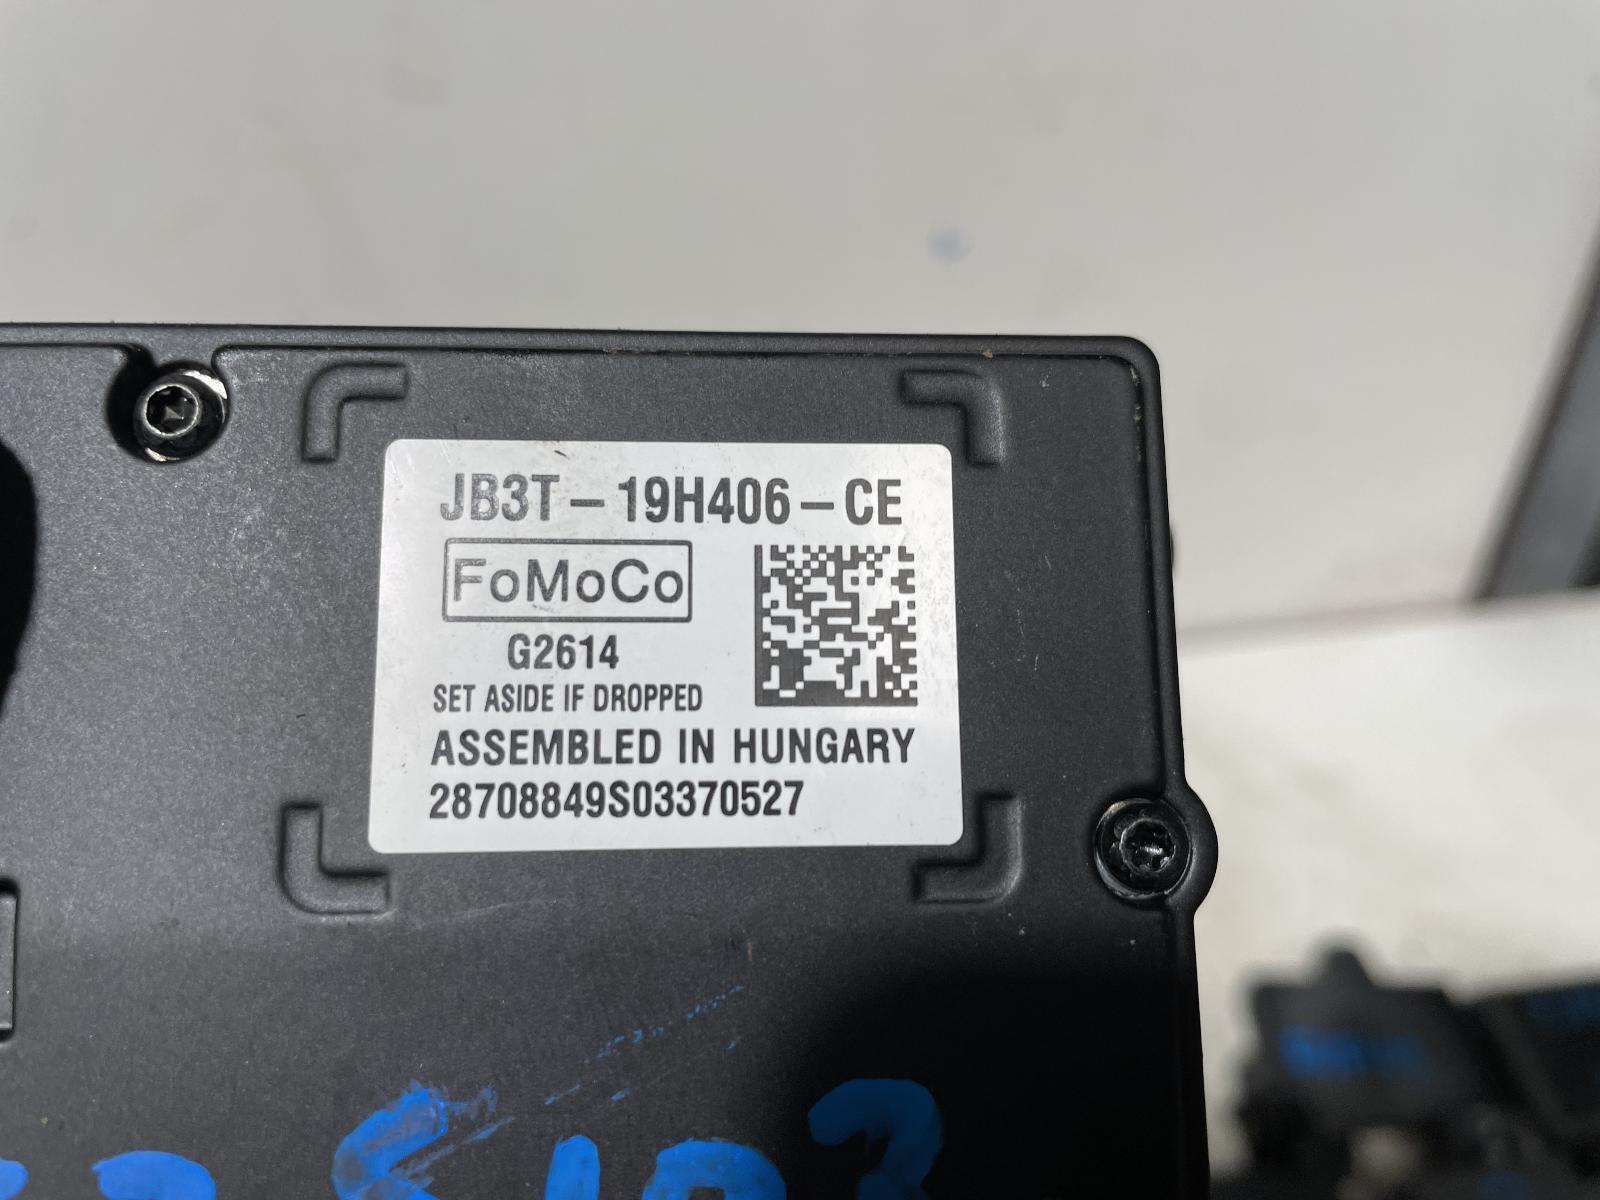 JB3T-19H406-CE
FoMoCo
G2614
SET ASIDE IF DROPPED
ASSEMBLED IN HUNGARY
28708849S03370527